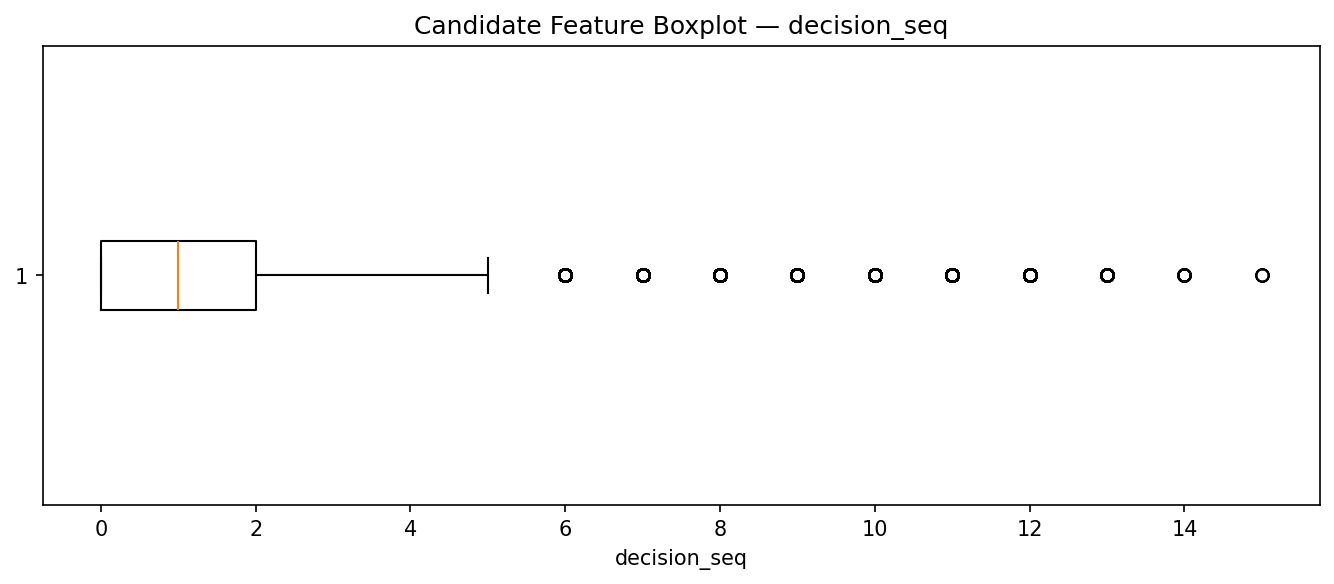 Candidate Feature Boxplot — decision_seq
1
0 2 4 6 8 10 12 14
decision_seq